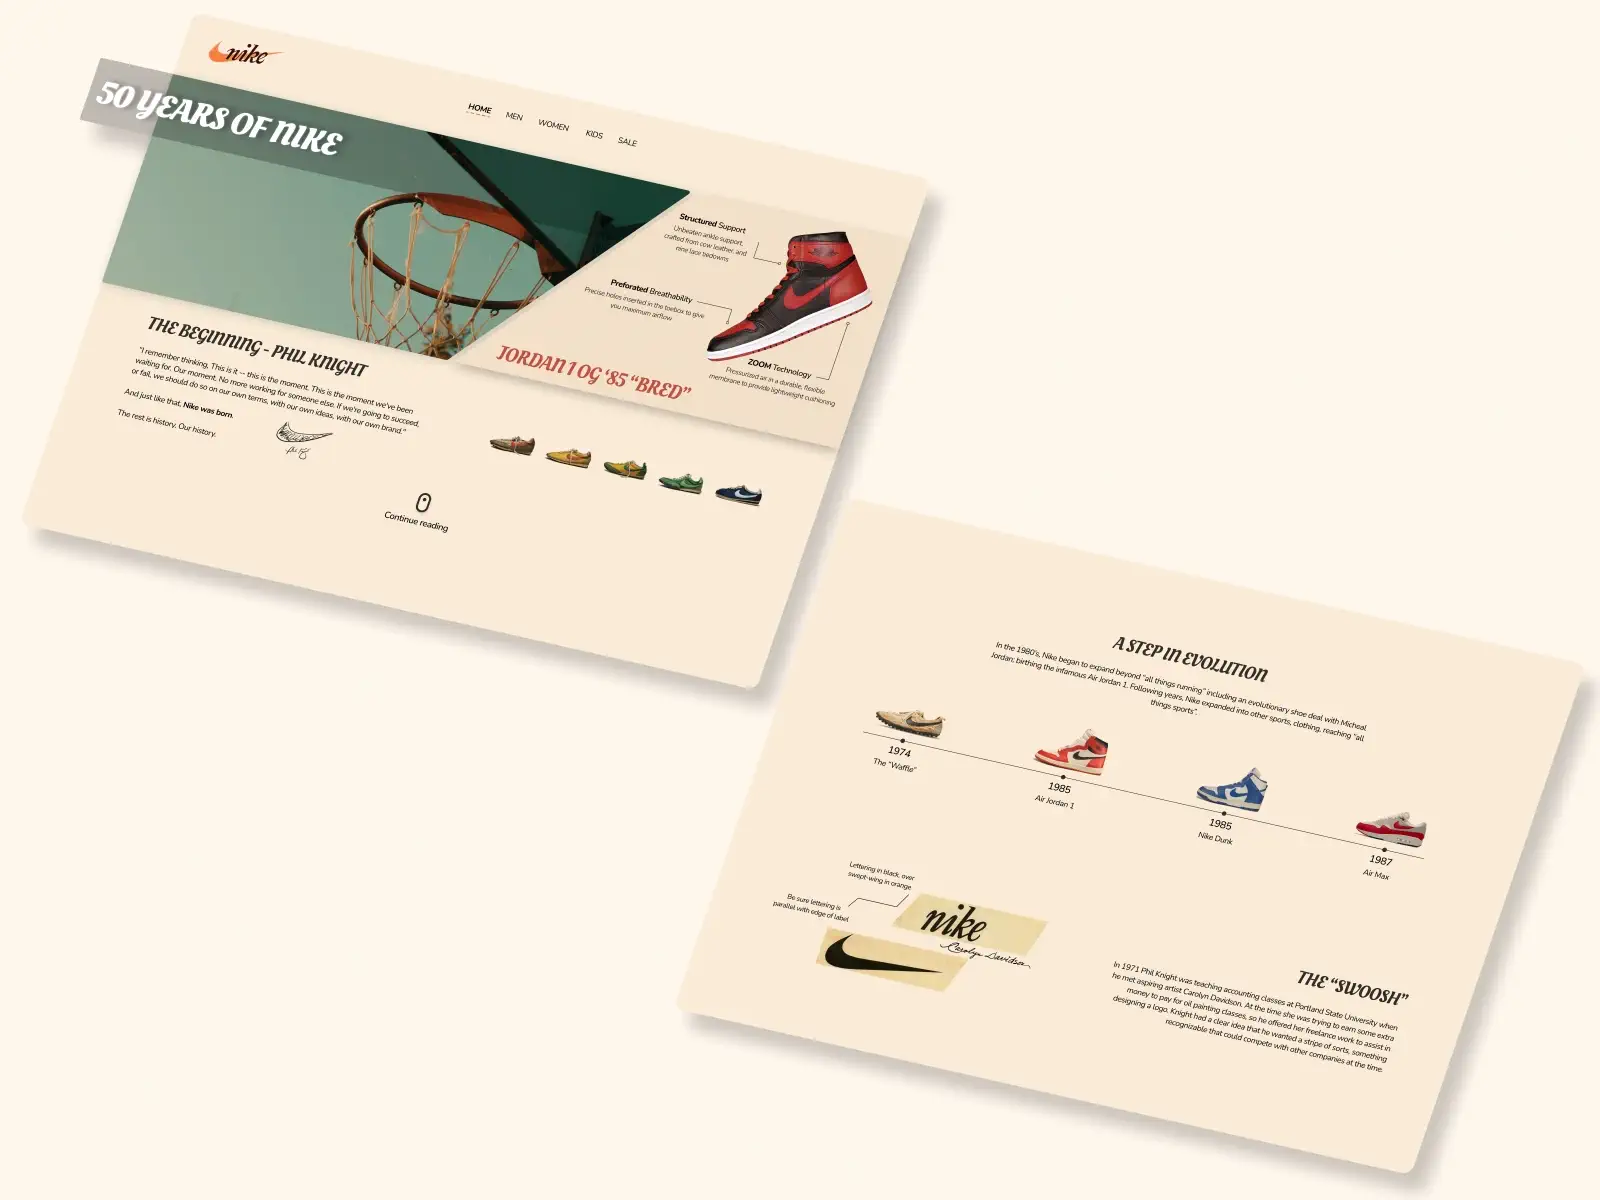 nike
50 YEARS OF NIKE
HOME MEN WOMEN KIDS SALE
Structured Support
Unbeaten ankle support,
crafted from cow leather, and
nine lace tiedowns
Preforated Breathability
Precise holes inserted in the toebox to give
you maximum airflow
ZOOM Technology
Pressurized air in a durable, flexible
membrane to provide lightweight cushioning
JORDAN 1 OG ‘85 “BRED”
THE BEGINNING - PHIL KNIGHT
"I remember thinking, This is it -- this is the moment. This is the moment we've been
waiting for. Our moment. No more working for someone else. If we're going to succeed,
or fail, we should do so on our own terms, with our own ideas, with our own brand."
And just like that, Nike was born.
The rest is history. Our history.
Continue reading
A STEP IN EVOLUTION
In the 1980's, Nike began to expand beyond "all things running" including an evolutionary shoe deal with Micheal
Jordan; birthing the infamous Air Jordan 1. Following years, Nike expanded into other sports, clothing, reaching "all
things sports".
1974
The "Waffle"
1985
Air Jordan 1
1985
Nike Dunk
1987
Air Max
Lettering in black, over
swept-wing in orange
Be sure lettering is
parallel with edge of label
nike
Carolyn Davidson
THE “SWOOSH”
In 1971 Phil Knight was teaching accounting classes at Portland State University when
he met aspiring artist Carolyn Davidson. At the time she was trying to earn some extra
money to pay for oil painting classes, so he offered her freelance work to assist in
designing a logo. Knight had a clear idea that he wanted a stripe of sorts, something
recognizable that could compete with other companies at the time.